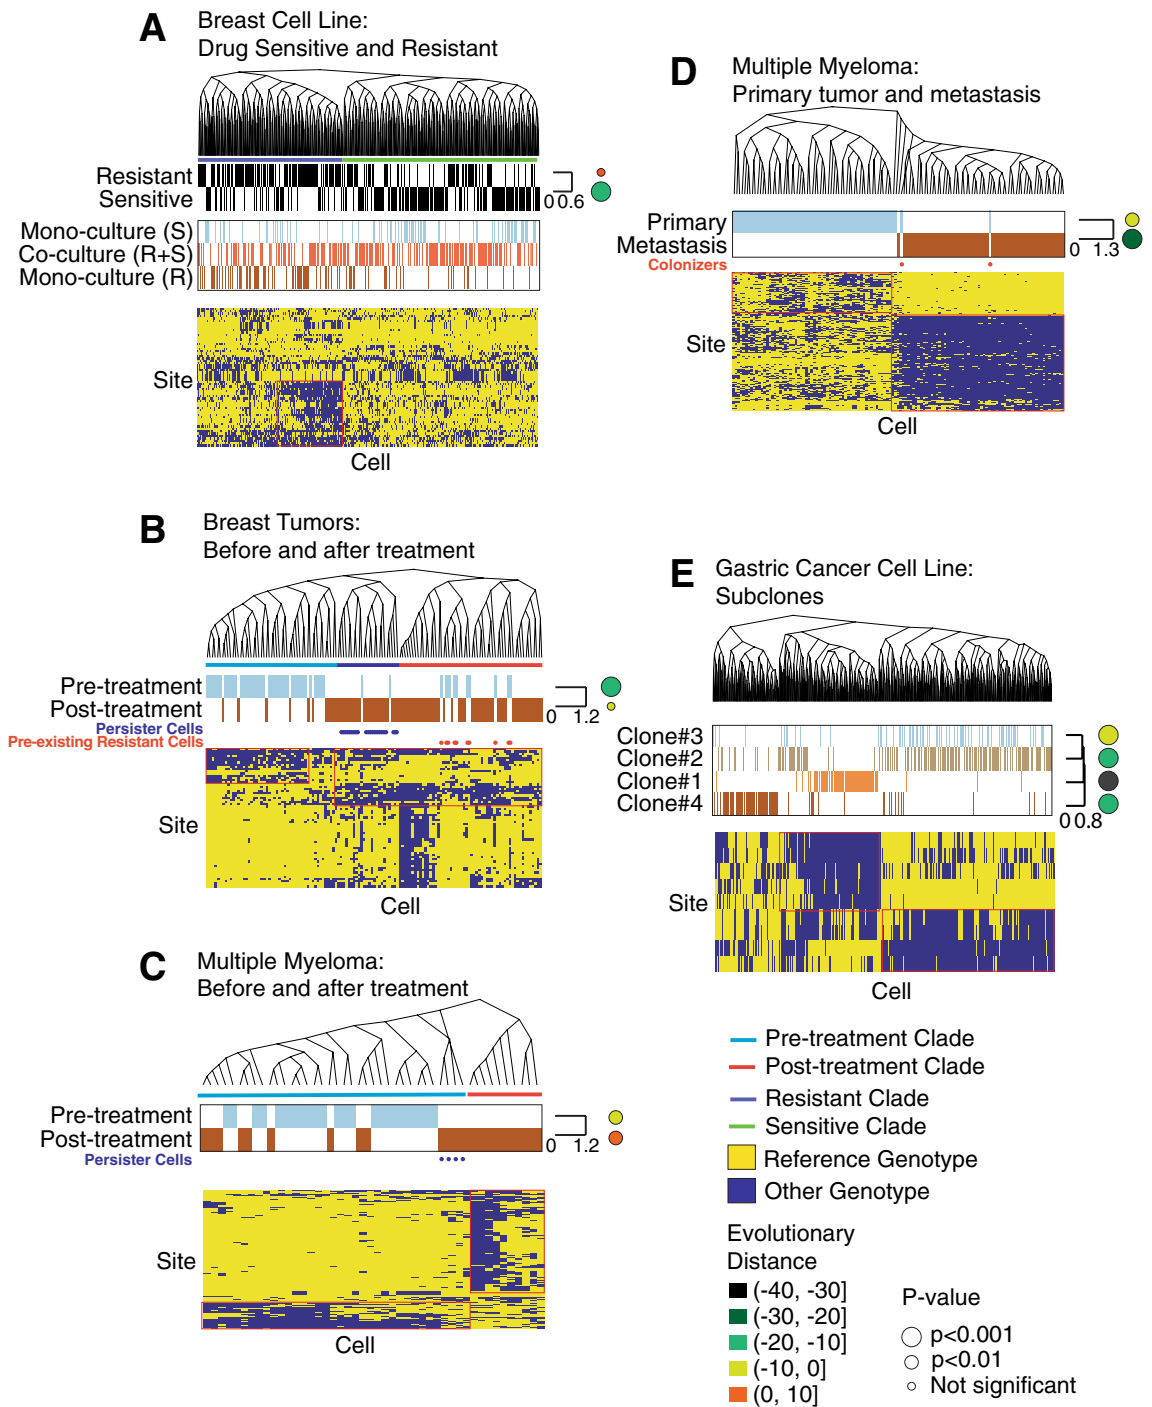 A
Breast Cell Line:
Drug Sensitive and Resistant
Resistant
Sensitive
0 0.6
Mono-culture (S)
Co-culture (R+S)
Mono-culture (R)
Site
Cell
B
Breast Tumors:
Before and after treatment
Pre-treatment
Post-treatment
0 1.2
Persister Cells
Pre-existing Resistant Cells
Site
Cell
C
Multiple Myeloma:
Before and after treatment
Pre-treatment
Post-treatment
0 1.2
Persister Cells
Site
Cell
D
Multiple Myeloma:
Primary tumor and metastasis
Primary
Metastasis
0 1.3
Colonizers
Site
Cell
E
Gastric Cancer Cell Line:
Subclones
Clone#3
Clone#2
Clone#1
Clone#4
0 0.8
Site
Cell
Pre-treatment Clade
Post-treatment Clade
Resistant Clade
Sensitive Clade
Reference Genotype
Other Genotype
Evolutionary
Distance
(-40, -30]
(-30, -20]
(-20, -10]
(-10, 0]
(0, 10]
P-value
p<0.001
p<0.01
Not significant